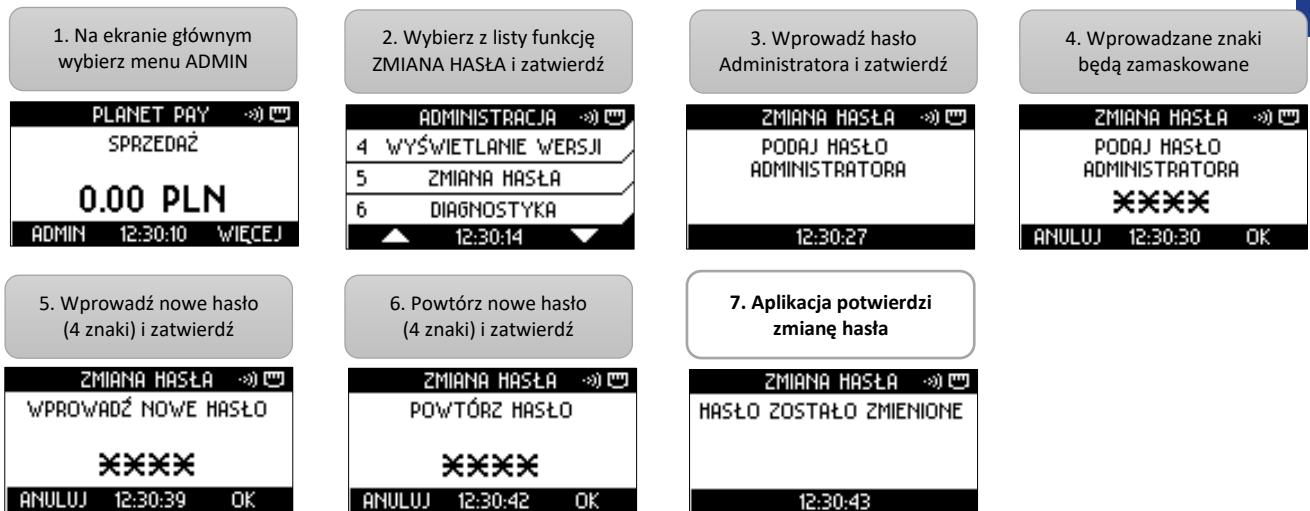 1. Na ekranie głównym
wybierz menu ADMIN
2. Wybierz z listy funkcję
ZMIANA HASŁA i zatwierdź
3. Wprowadź hasło
Administratora i zatwierdź
4. Wprowadzane znaki
będą zamaskowane
PLANET PAY
SPRZEDAŻ
0.00 PLN
ADMIN 12:30:10 WIĘCEJ
ADMINISTRACJA
4 WYŚWIETLANIE WERSJI
5 ZMIANA HASŁA
6 DIAGNOSTYKA
12:30:14
ZMIANA HASŁA
PODAJ HASŁO
ADMINISTRATORA
12:30:27
ZMIANA HASŁA
PODAJ HASŁO
ADMINISTRATORA
****
ANULUJ 12:30:30 OK
5. Wprowadź nowe hasło
(4 znaki) i zatwierdź
6. Powtórz nowe hasło
(4 znaki) i zatwierdź
7. Aplikacja potwierdzi
zmianę hasła
ZMIANA HASŁA
WPROWADŹ NOWE HASŁO
****
ANULUJ 12:30:39 OK
ZMIANA HASŁA
POWTÓRZ HASŁO
****
ANULUJ 12:30:42 OK
ZMIANA HASŁA
HASŁO ZOSTAŁO ZMIENIONE
12:30:43